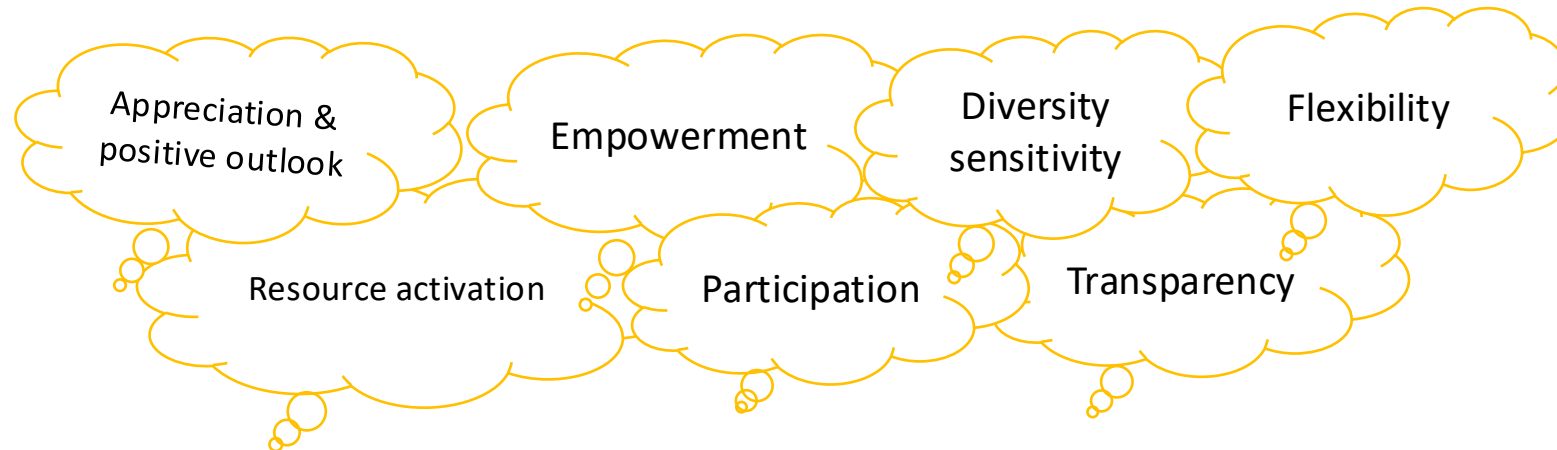 Appreciation &
positive outlook
Empowerment
Diversity
sensitivity
Flexibility
Resource activation
Participation
Transparency